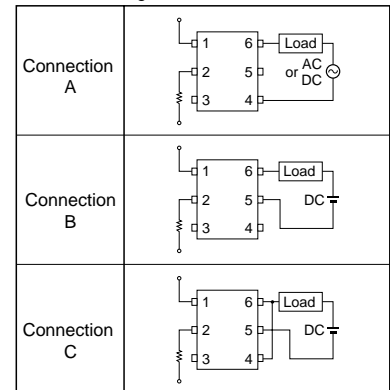 Connection
A
1 6 Load
2 5 or AC
DC
3 4
Connection
B
1 6 Load
2 5 DC
3 4
Connection
C
1 6 Load
2 5 DC
3 4